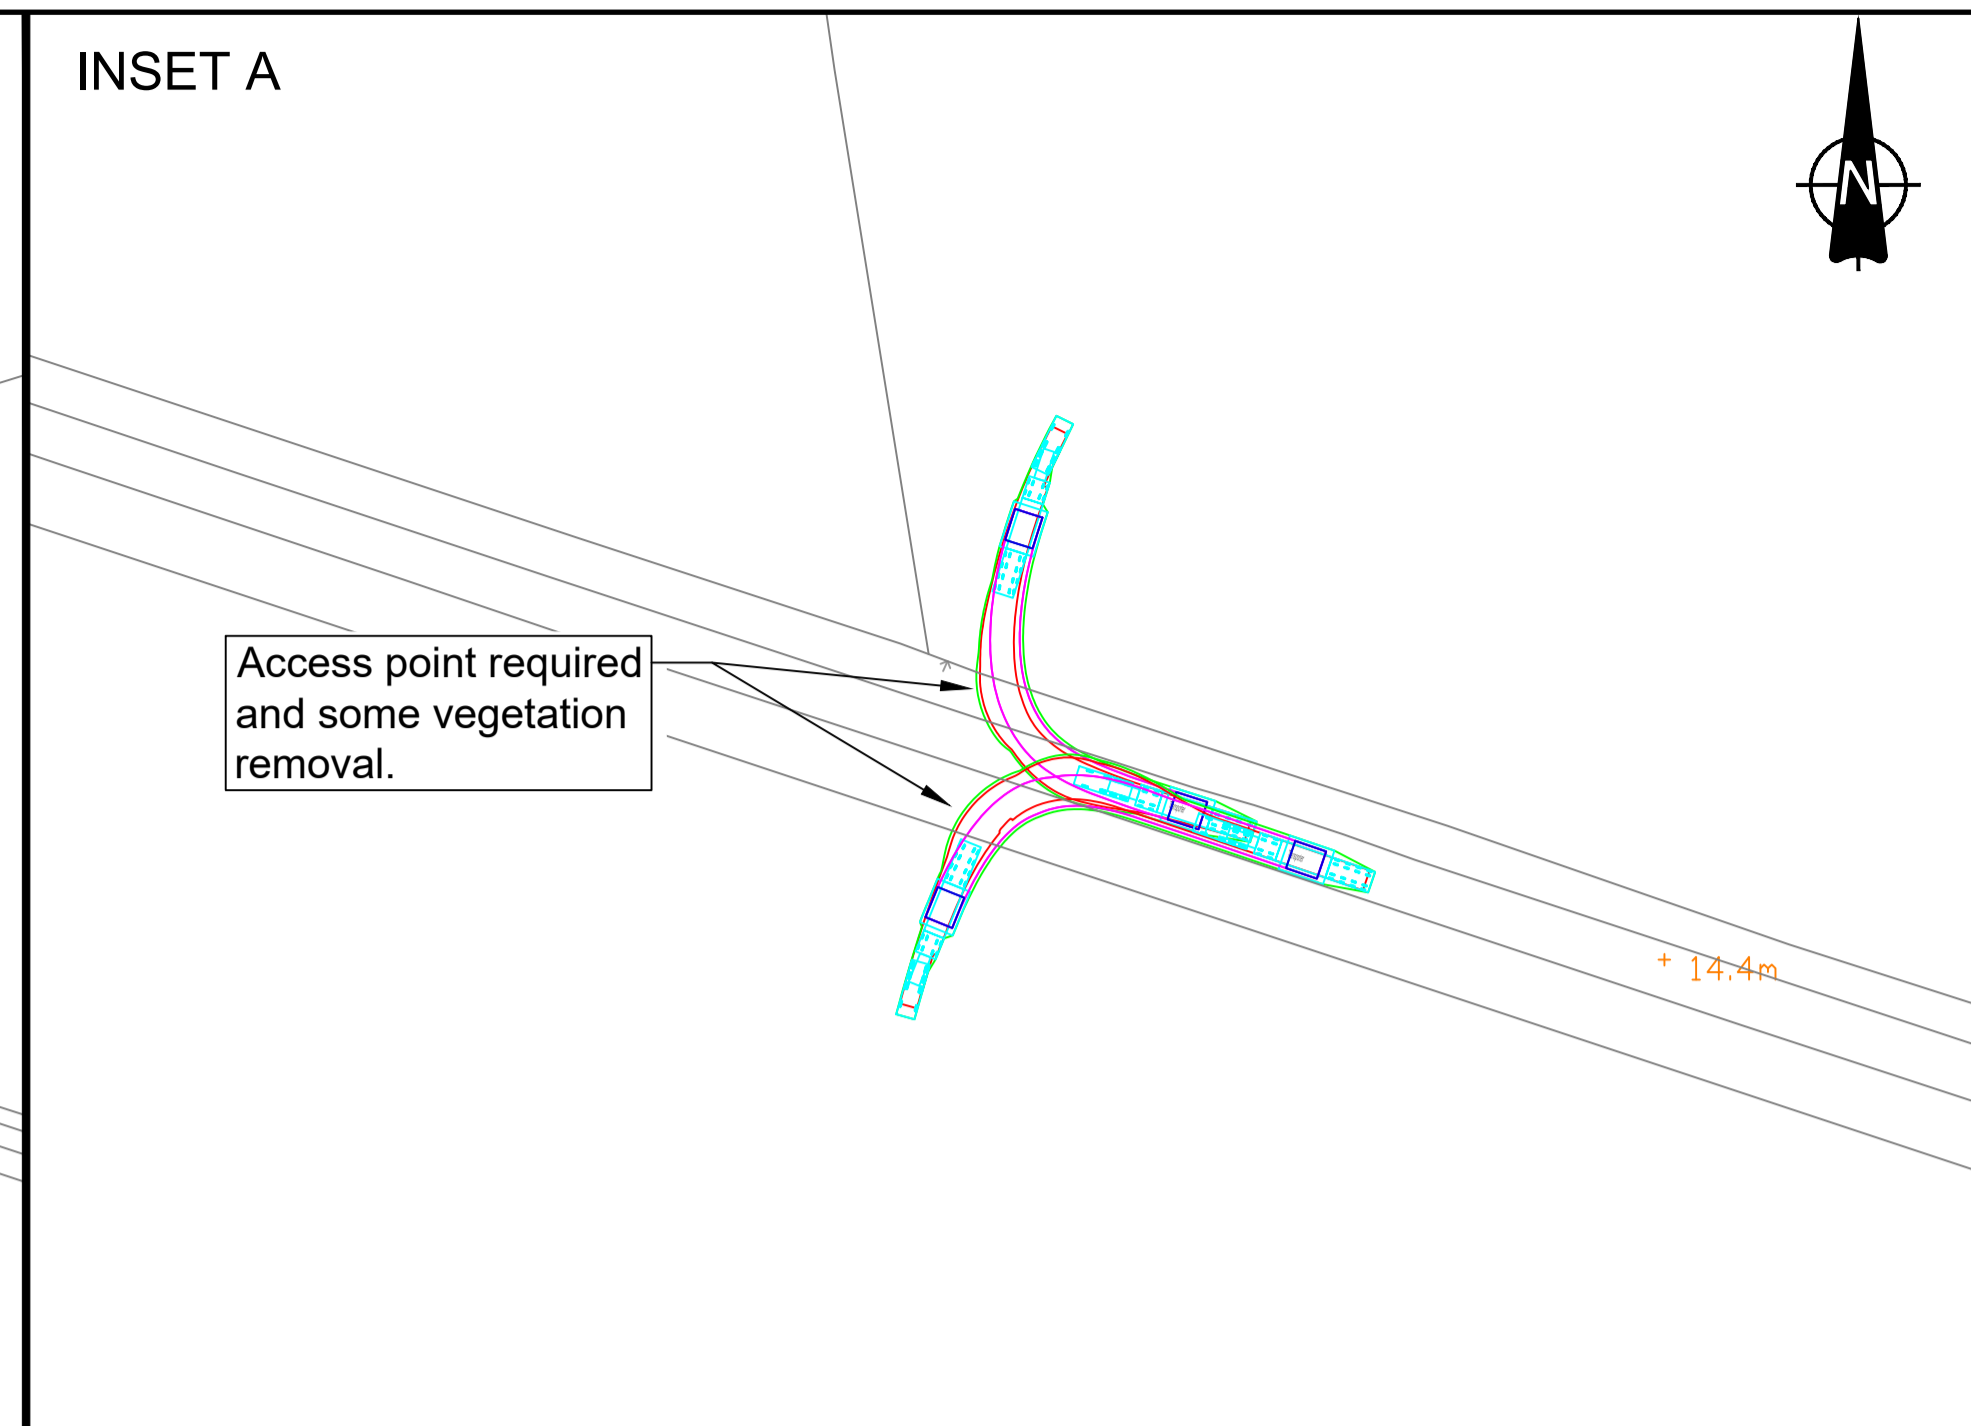 INSET A
N
Access point required
and some vegetation
removal.
+ 14.4m